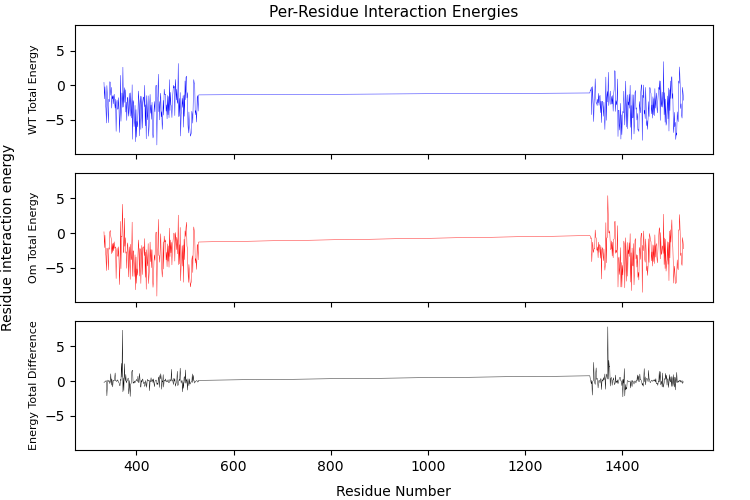 Per-Residue Interaction Energies
Residue interaction energy
WT Total Energy
5
0
−5
Om Total Energy
5
0
−5
Energy Total Difference
5
0
−5
400 600 800 1000 1200 1400
Residue Number